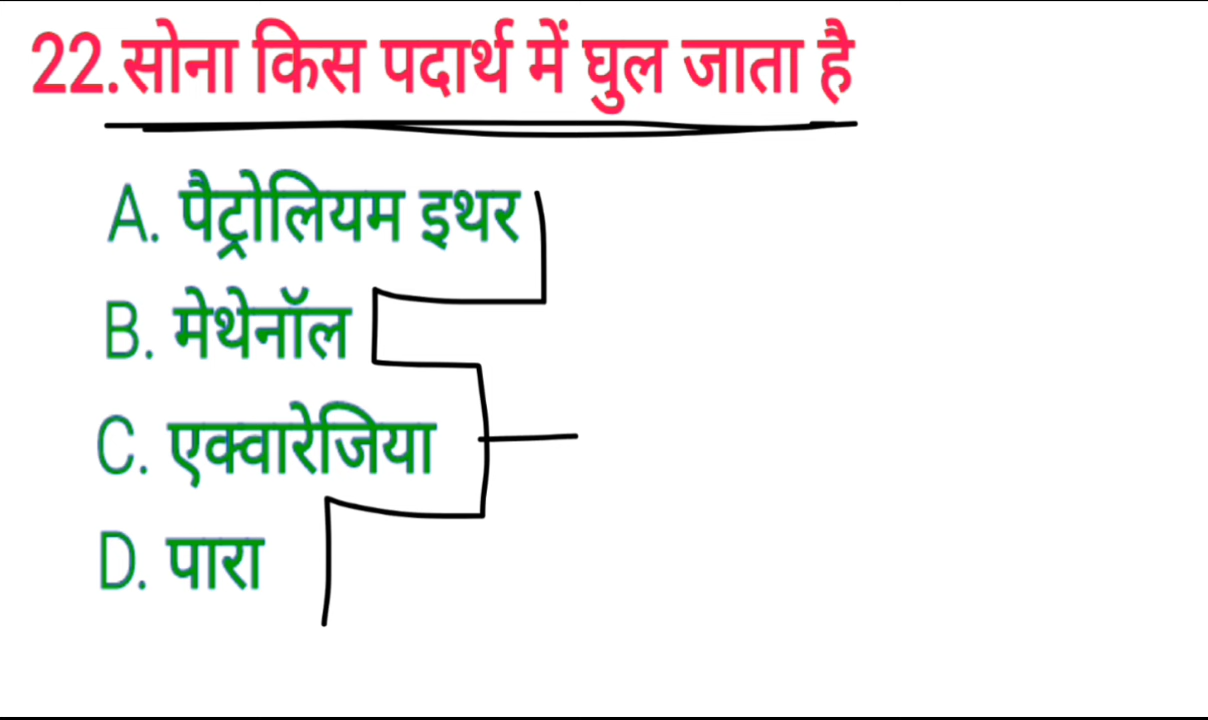 22.सोना किस पदार्थ में घुल जाता है
A. पैट्रोलियम इथर
B. मेथेनॉल
C. एक्वारेजिया
D. पारा